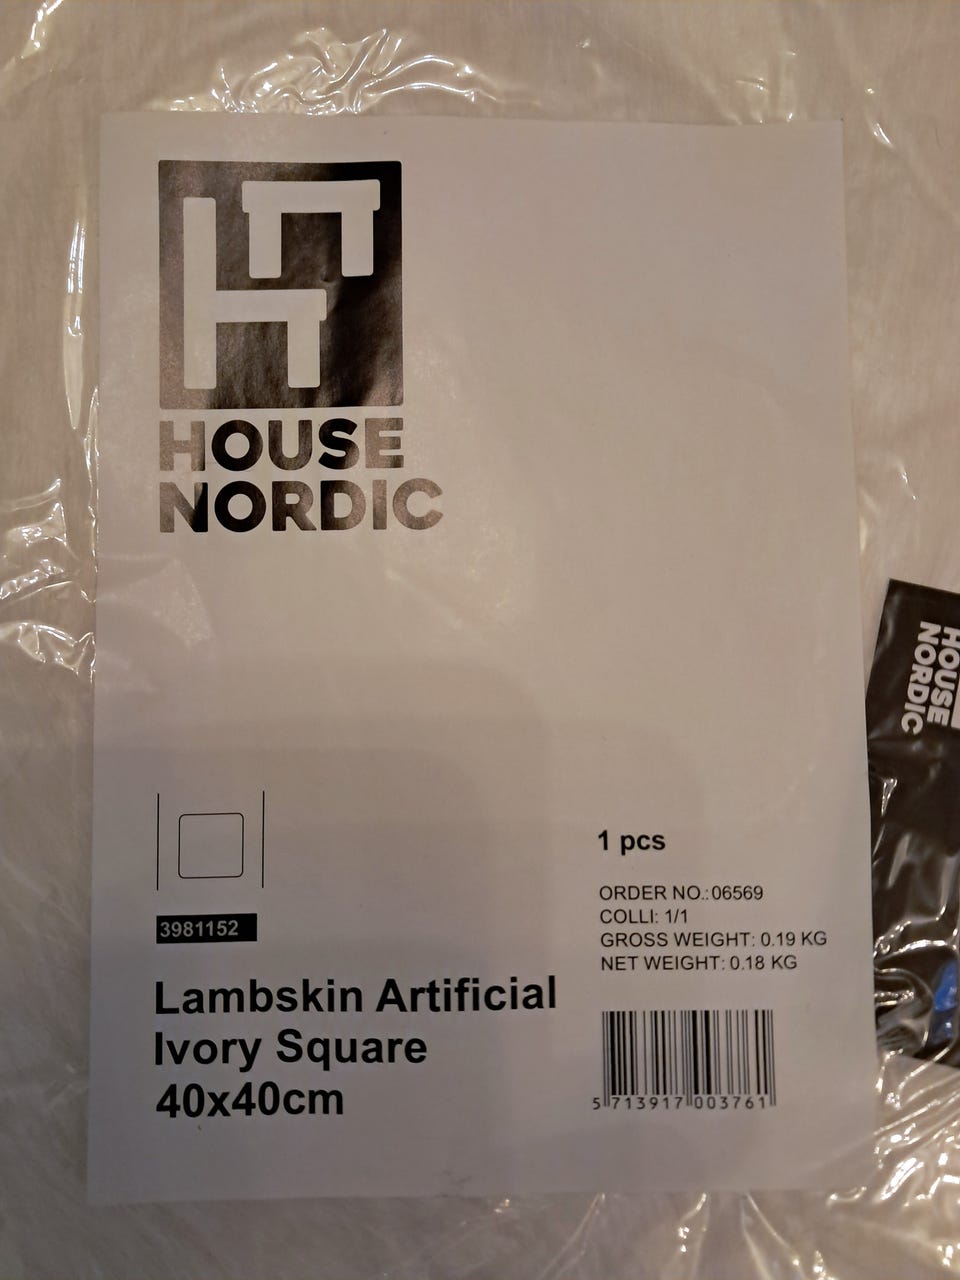 HOUSE
NORDIC
HOUSE
NORDIC
1 pcs
ORDER NO.: 06569
COLLI: 1/1
GROSS WEIGHT: 0.19 KG
NET WEIGHT: 0.18 KG
3981152
Lambskin Artificial
Ivory Square
40x40cm
5 713917 003761